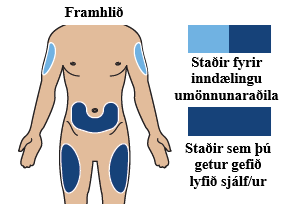 Framhlið
Staðir fyrir
inndælingu
umönnunaraðila
Staðir sem þú
getur gefið
lyfið sjálf/ur